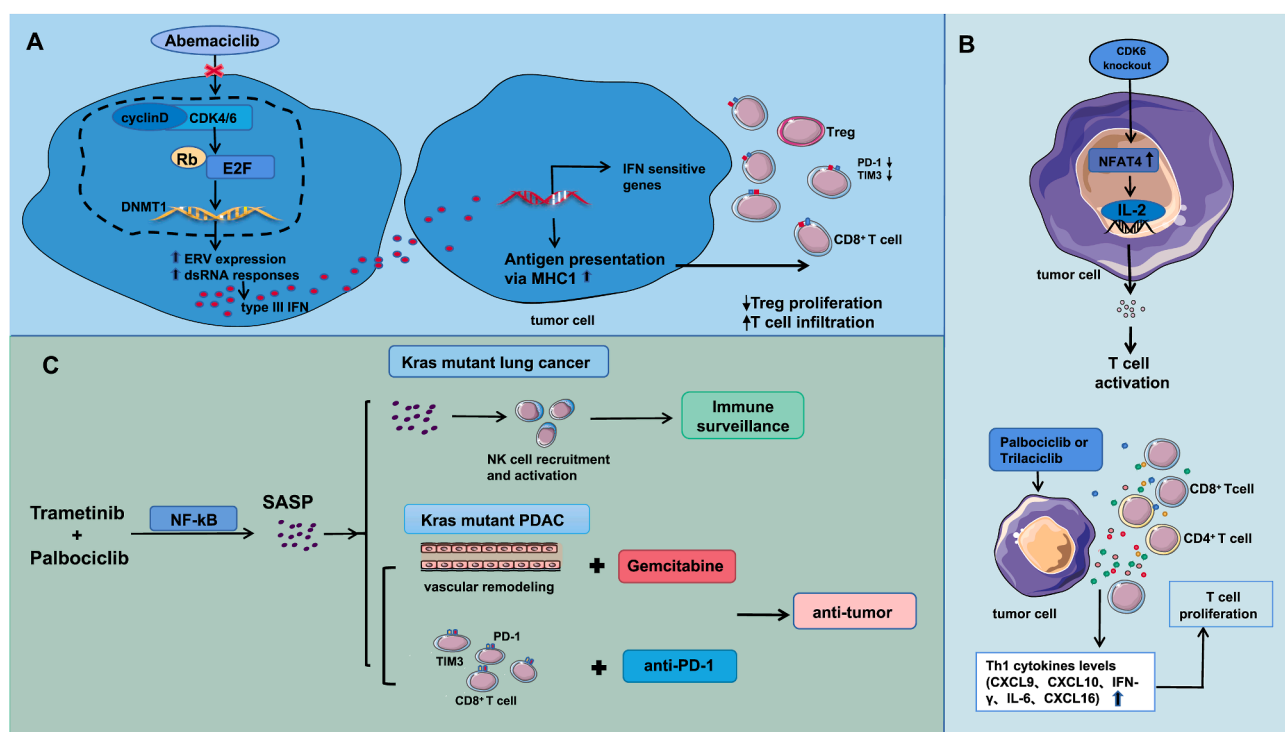 A
Abemaciclib
cyclinD
CDK4/6
Rb
E2F
DNMT1
ERV expression
dsRNA responses
type III IFN
IFN sensitive
genes
Antigen presentation
via MHC1
tumor cell
Treg
PD-1
TIM3
CD8+ T cell
Treg proliferation
T cell infiltration
B
CDK6
knockout
NFAT4
IL-2
tumor cell
T cell
activation
Palbociclib or
Trilaciclib
CD8+ Tcell
CD4+ T cell
tumor cell
T cell
proliferation
Th1 cytokines levels
(CXCL9、CXCL10、IFN-
γ、IL-6、CXCL16)
C
Kras mutant lung cancer
NK cell recruitment
and activation
Immune
surveillance
Trametinib
+
Palbociclib
NF-kB
SASP
Kras mutant PDAC
vascular remodeling
+
Gemcitabine
anti-tumor
PD-1
TIM3
CD8+ T cell
+
anti-PD-1